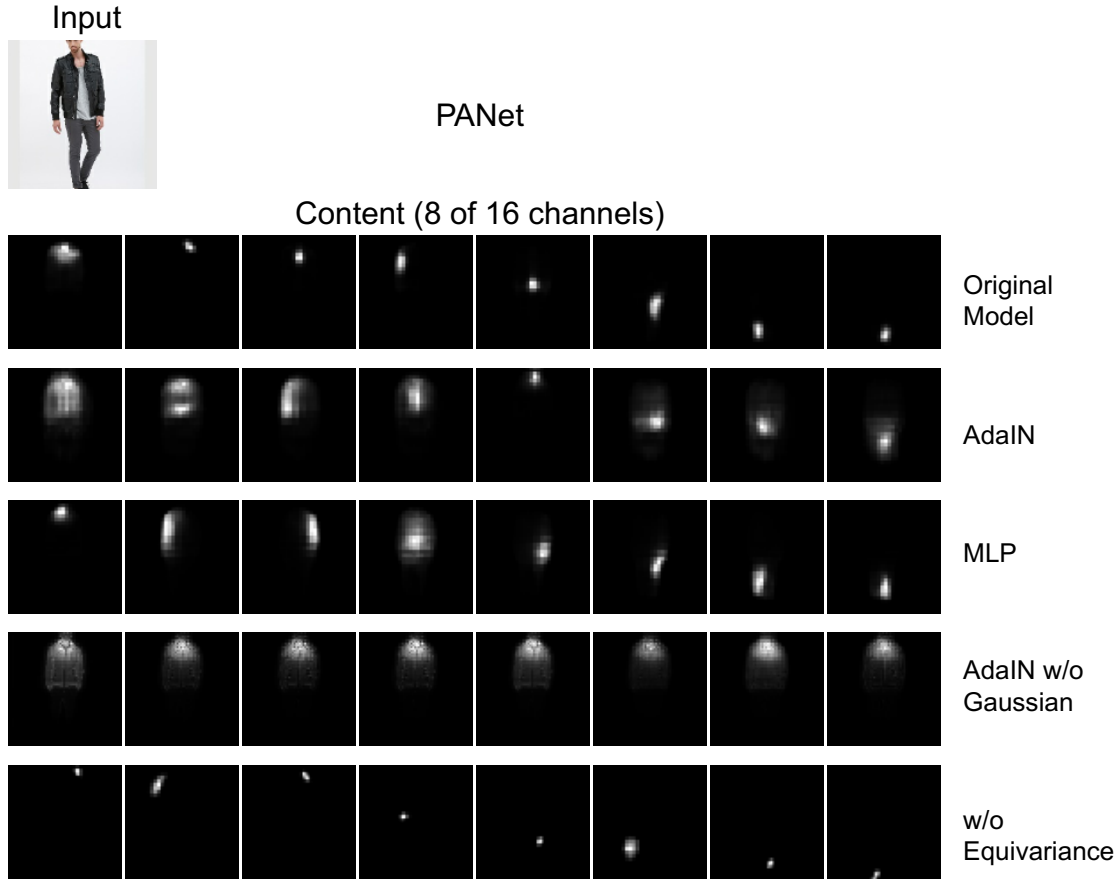 Input
PANet
Content (8 of 16 channels)
Original
Model
AdaIN
MLP
AdaIN w/o
Gaussian
w/o
Equivariance